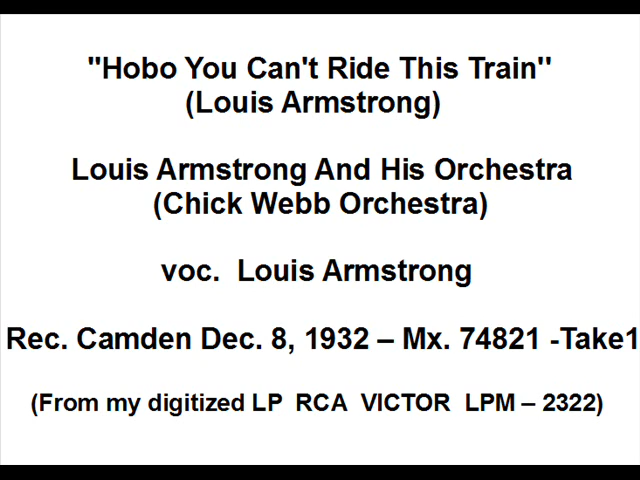 "Hobo You Can't Ride This Train"
(Louis Armstrong)
Louis Armstrong And His Orchestra
(Chick Webb Orchestra)
voc.  Louis Armstrong
Rec. Camden Dec. 8, 1932 – Mx. 74821 -Take1
(From my digitized LP  RCA  VICTOR  LPM – 2322)